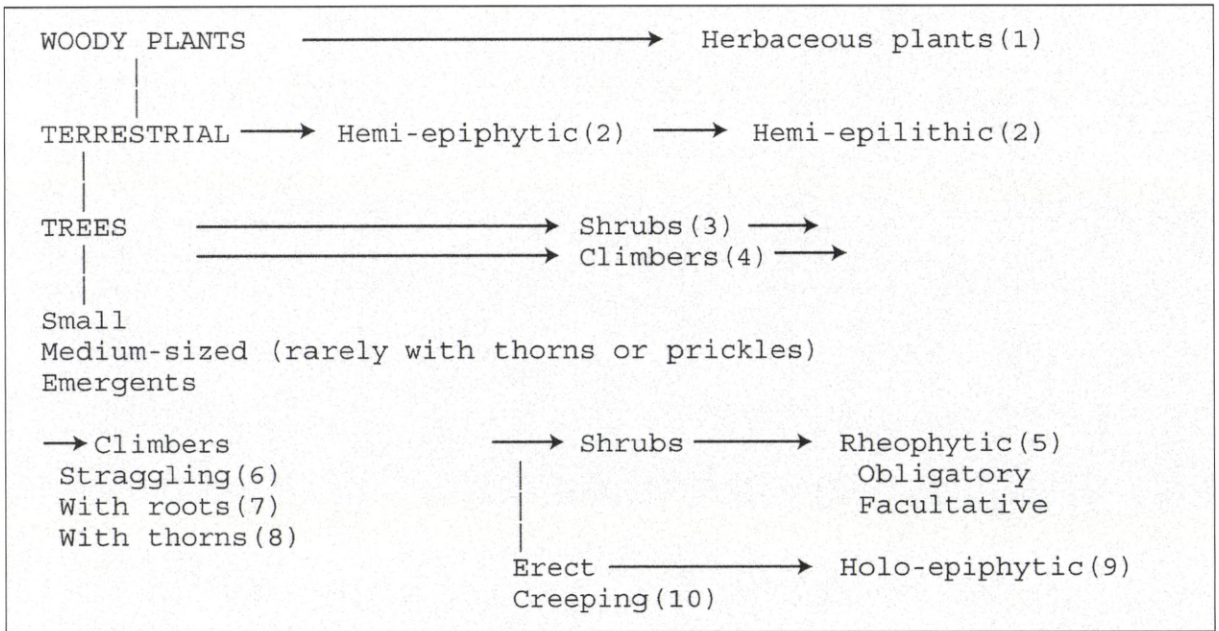 WOODY PLANTS Herbaceous plants(1)
TERRESTRIAL Hemi-epiphytic(2) Hemi-epilithic(2)
TREES Shrubs(3)
Climbers(4)
Small
Medium-sized (rarely with thorns or prickles)
Emergents
Climbers Shrubs Rheophytic(5)
Straggling(6) Obligatory
With roots(7) Facultative
With thorns(8)
Erect Holo-epiphytic(9)
Creeping(10)